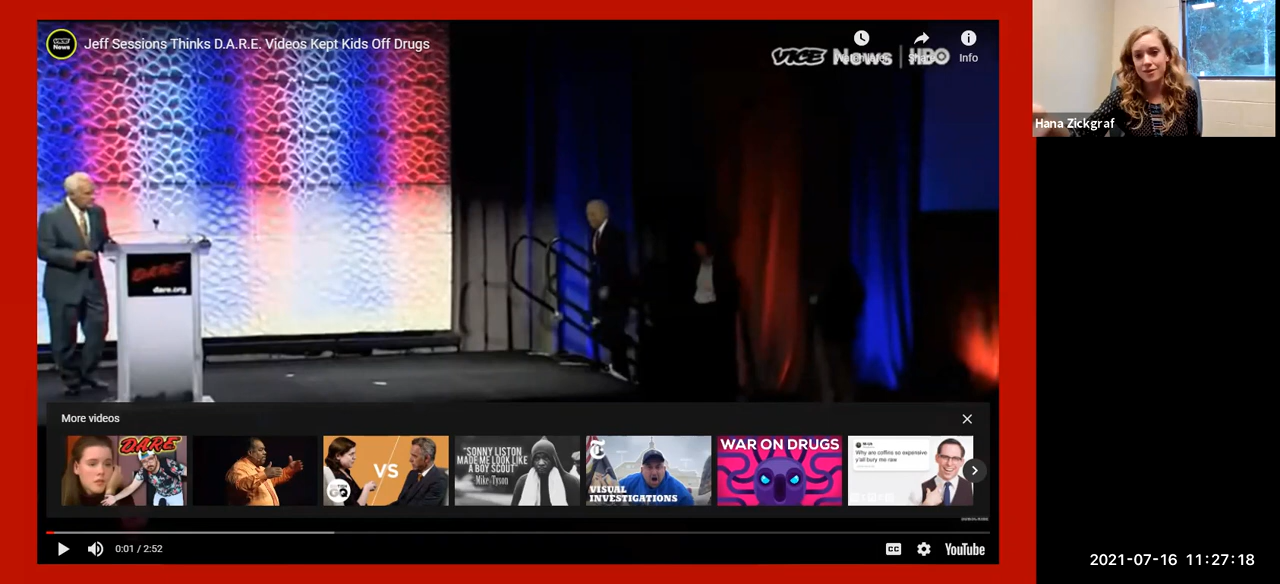 VICE
News
Jeff Sessions Thinks D.A.R.E. Videos Kept Kids Off Drugs
VICE News | HBO
Info
Hana Zickgraf
DARE
dare.org
More videos
DARE
VS
GQ
"SONNY LISTON
MADE ME LOOK LIKE
A BOY SCOUT"
Mike Tyson
VISUAL
INVESTIGATIONS
WAR ON DRUGS
Why are coffins so expensive
y'all bury me raw
0:01 / 2:52
CC
YouTube
2021-07-16 11:27:18